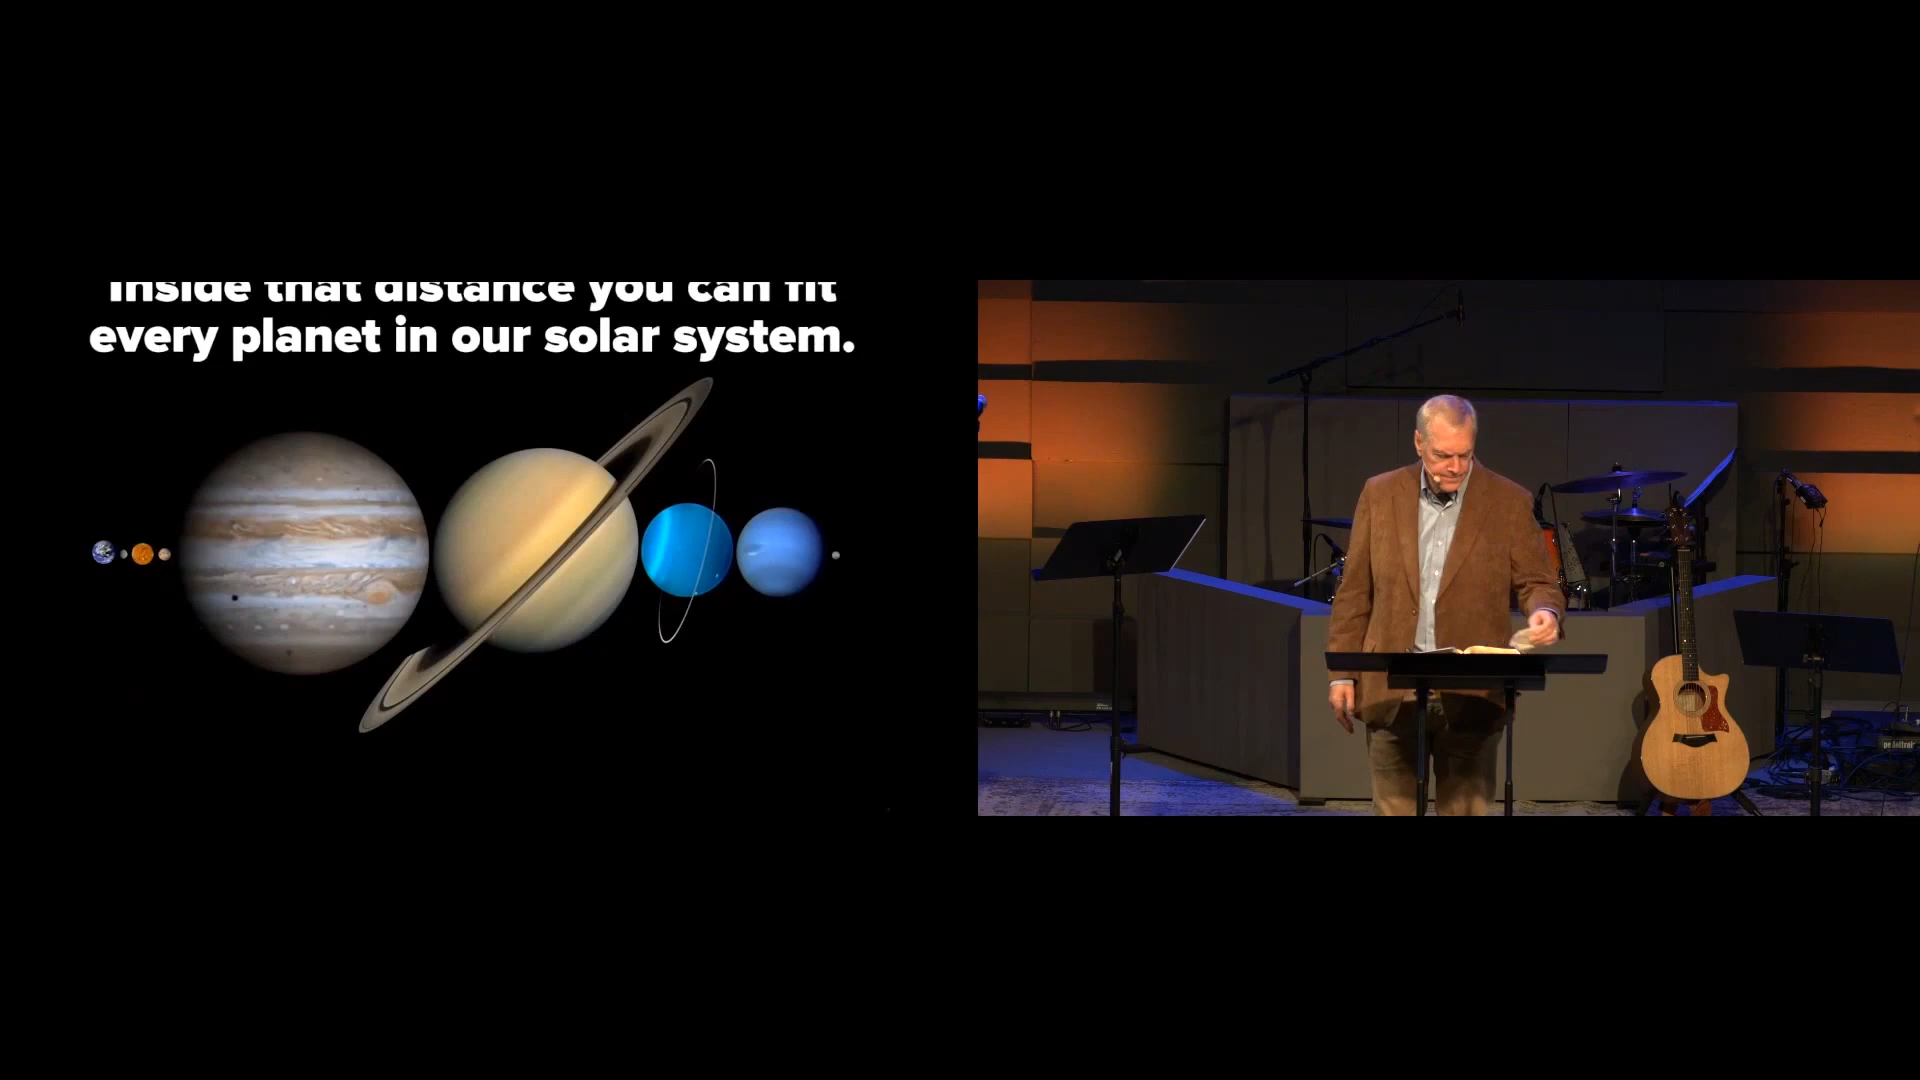 Inside that distance you can fit
every planet in our solar system.